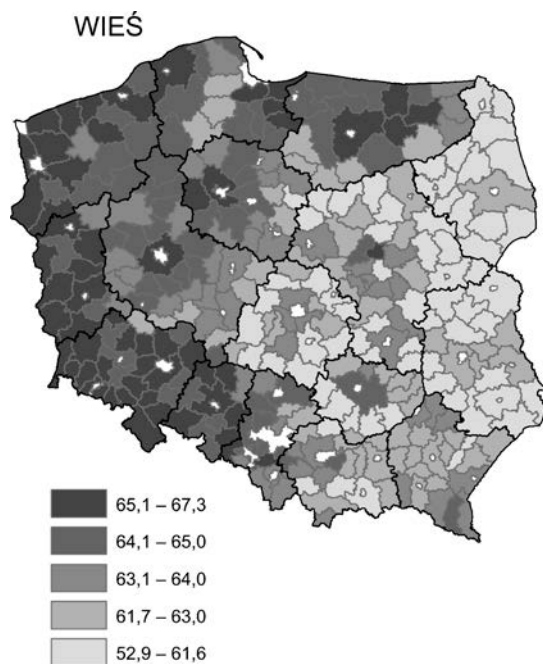 WIEŚ
65,1 – 67,3
64,1 – 65,0
63,1 – 64,0
61,7 – 63,0
52,9 – 61,6